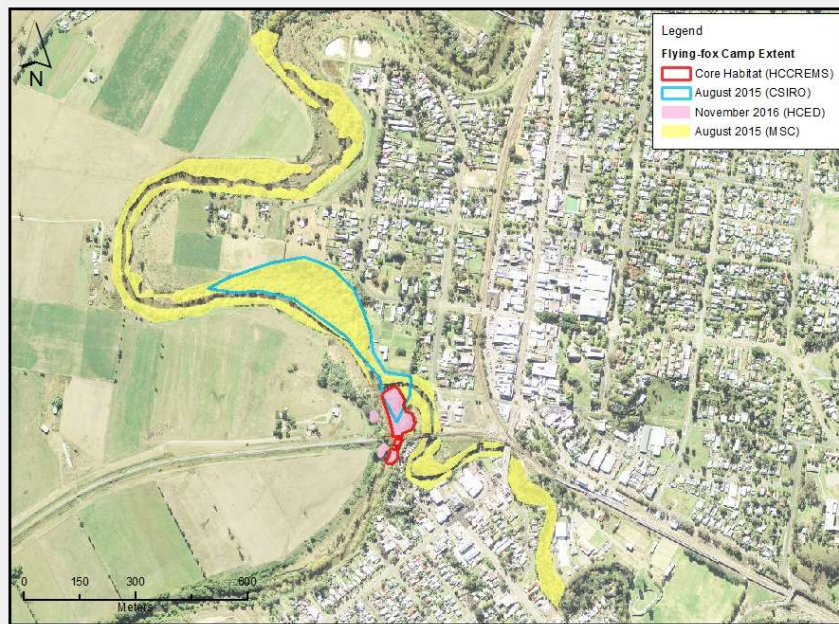 Legend
Flying-fox Camp Extent
Core Habitat (HCCREMS)
August 2015 (CSIRO)
November 2016 (HCED)
August 2015 (MSC)
N
0 150 300 600
Meters